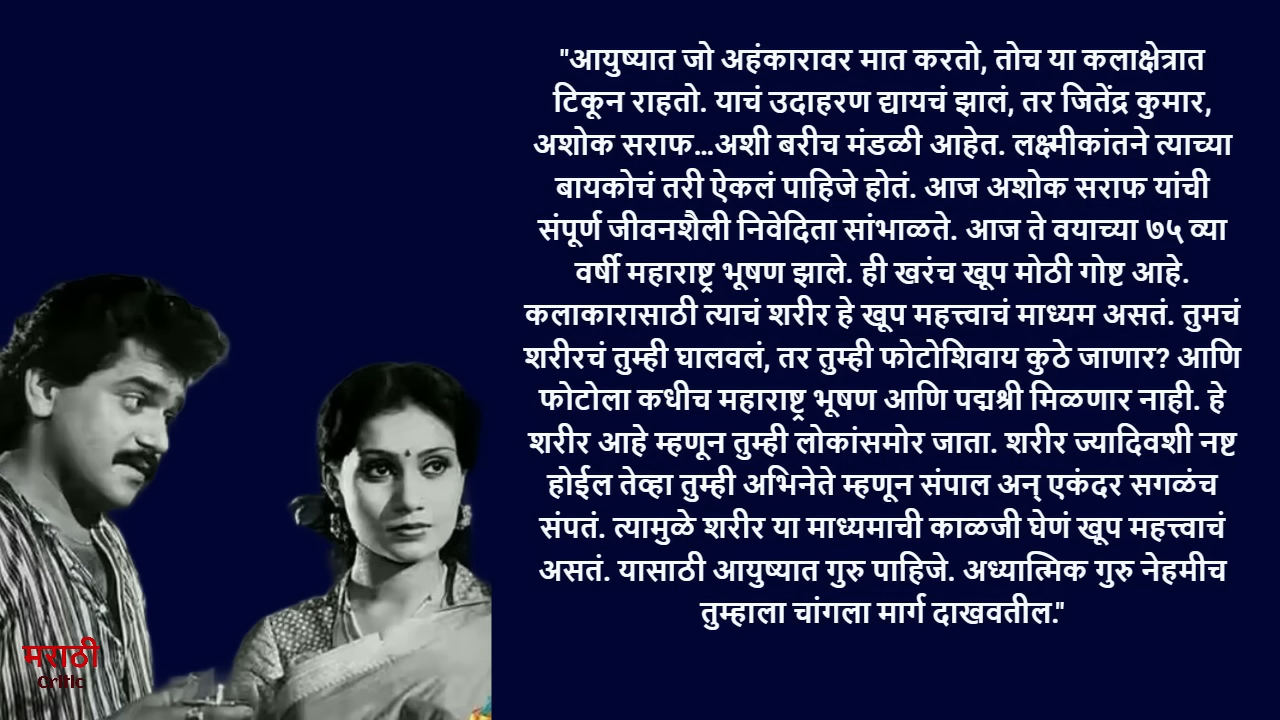 "आयुष्यात जो अहंकारावर मात करतो, तोच या कलाक्षेत्रात
टिकून राहतो. याचं उदाहरण द्यायचं झालं, तर जितेंद्र कुमार,
अशोक सराफ...अशी बरीच मंडळी आहेत. लक्ष्मीकांतने त्याच्या
बायकोचं तरी ऐकलं पाहिजे होतं. आज अशोक सराफ यांची
संपूर्ण जीवनशैली निवेदिता सांभाळते. आज ते वयाच्या ७५ व्या
वर्षी महाराष्ट्र भूषण झाले. ही खरंच खूप मोठी गोष्ट आहे.
कलाकारासाठी त्याचं शरीर हे खूप महत्त्वाचं माध्यम असतं. तुमचं
शरीरचं तुम्ही घालवलं, तर तुम्ही फोटोशिवाय कुठे जाणार? आणि
फोटोला कधीच महाराष्ट्र भूषण आणि पद्मश्री मिळणार नाही. हे
शरीर आहे म्हणून तुम्ही लोकांसमोर जाता. शरीर ज्यादिवशी नष्ट
होईल तेव्हा तुम्ही अभिनेते म्हणून संपाल अन् एकंदर सगळंच
संपतं. त्यामुळे शरीर या माध्यमाची काळजी घेणं खूप महत्त्वाचं
असतं. यासाठी आयुष्यात गुरु पाहिजे. अध्यात्मिक गुरु नेहमीच
तुम्हाला चांगला मार्ग दाखवतील."
मराठी
Critic